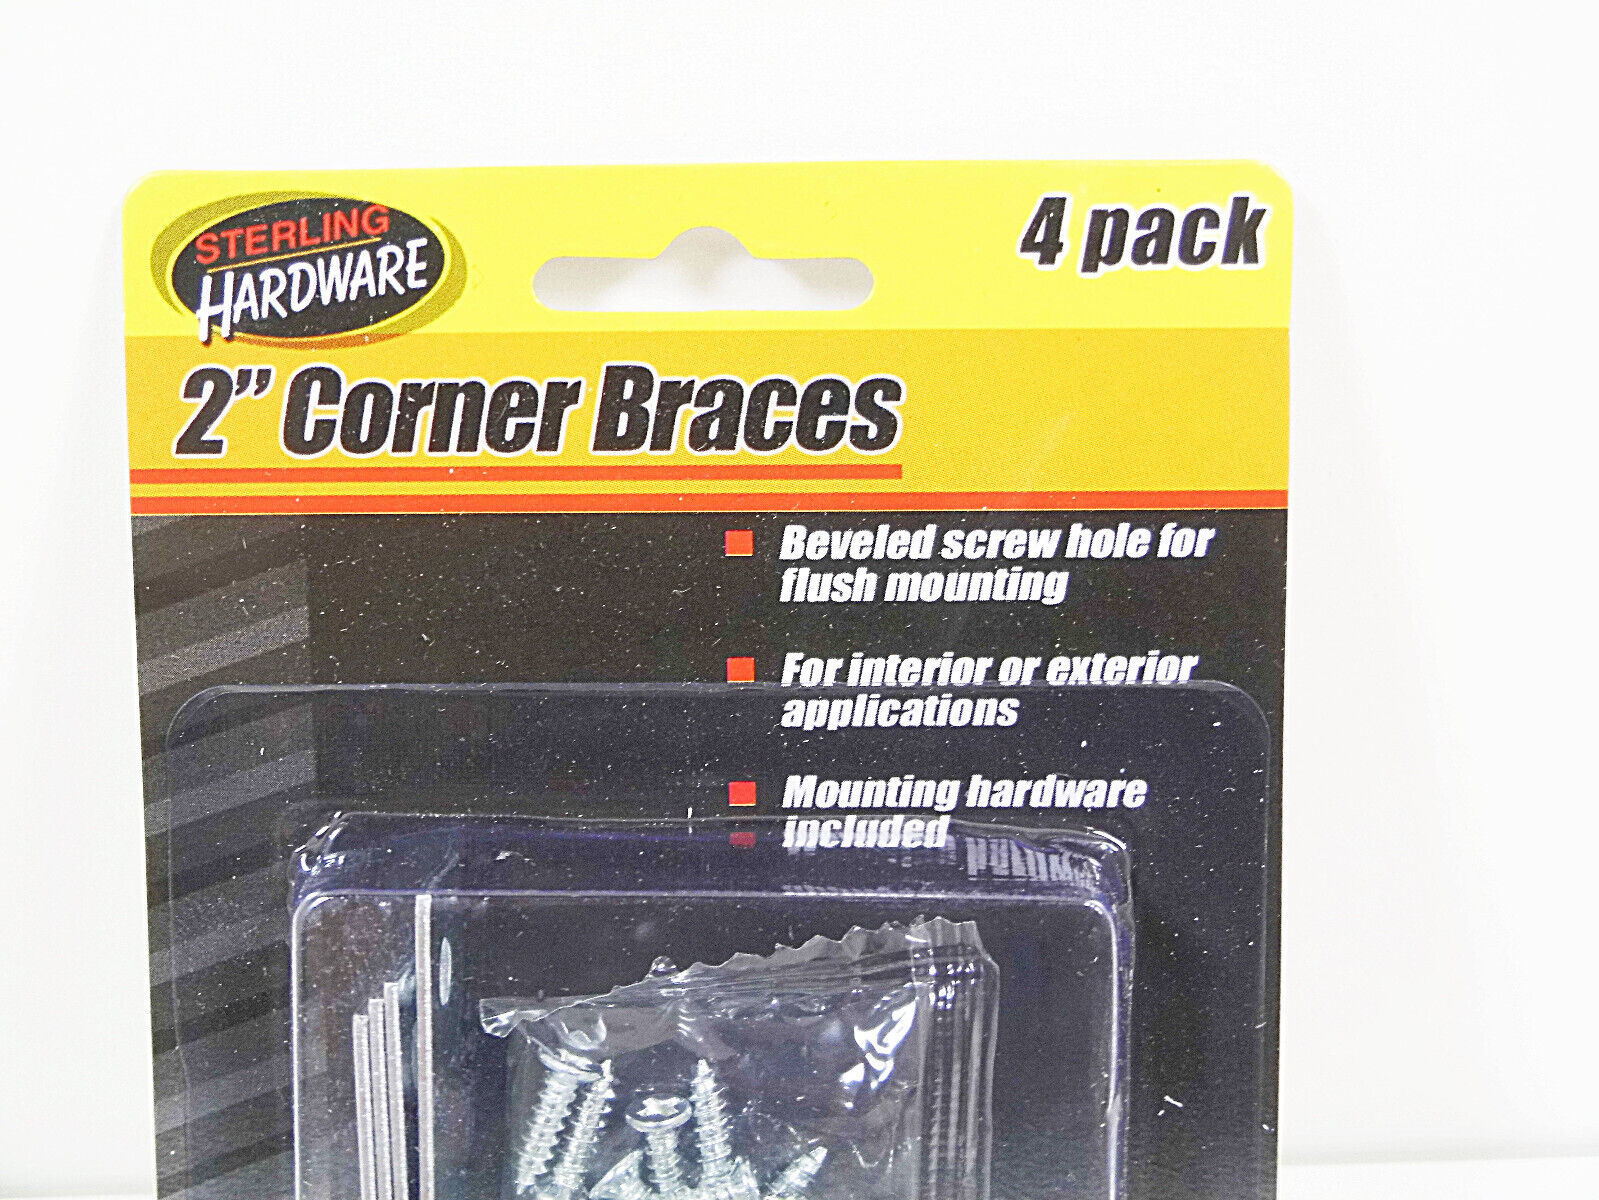 STERLING
HARDWARE
4 pack
2" Corner Braces
Beveled screw hole for
flush mounting
For interior or exterior
applications
Mounting hardware
included